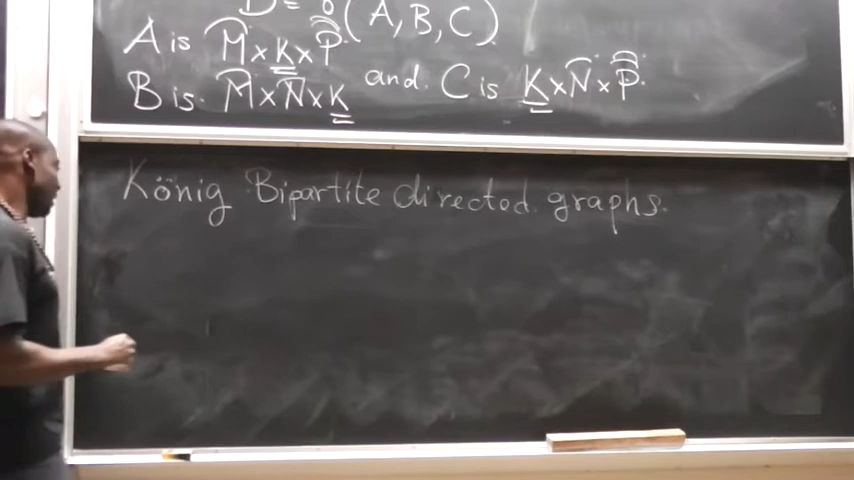 D = ∘(A, B, C)
A is M×K×P
B is M×N×K and C is K×N×P.
König Bipartite directed graphs.